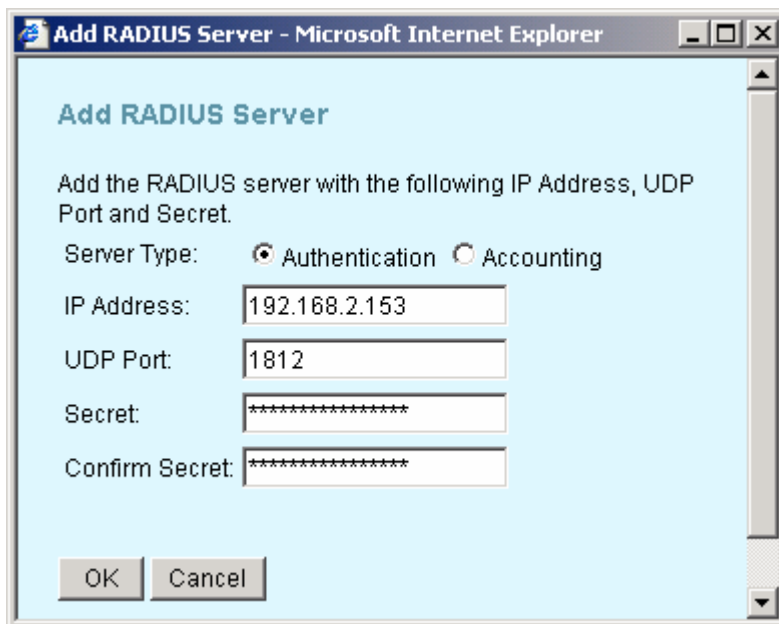 Add RADIUS Server - Microsoft Internet Explorer
Add RADIUS Server
Add the RADIUS server with the following IP Address, UDP
Port and Secret.
Server Type: Authentication Accounting
IP Address: 192.168.2.153
UDP Port: 1812
Secret: ****************
Confirm Secret: ****************
OK Cancel